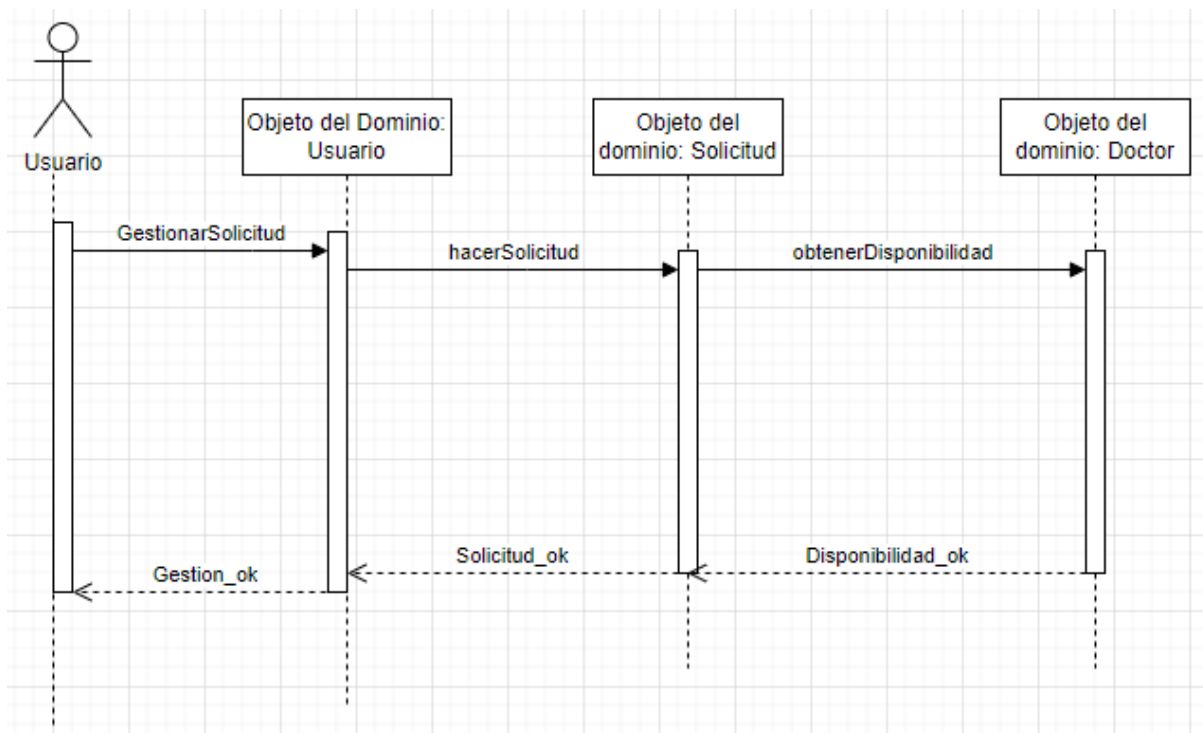 Usuario
Objeto del Dominio:
Usuario
Objeto del
dominio: Solicitud
Objeto del
dominio: Doctor
GestionarSolicitud
hacerSolicitud
obtenerDisponibilidad
Gestion_ok
Solicitud_ok
Disponibilidad_ok